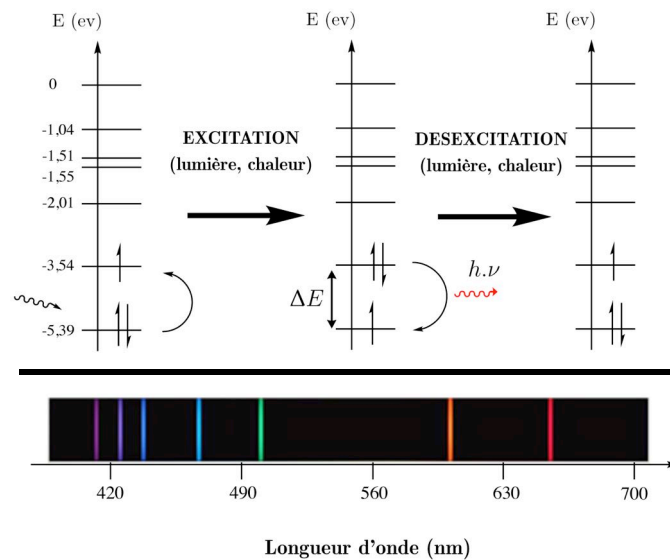 E (ev)
E (ev)
E (ev)
0
-1,04
-1,51
-1,55
-2,01
-3,54
-5,39
EXCITATION
(lumière, chaleur)
DESEXCITATION
(lumière, chaleur)
ΔE
h.ν
420
490
560
630
700
Longueur d'onde (nm)